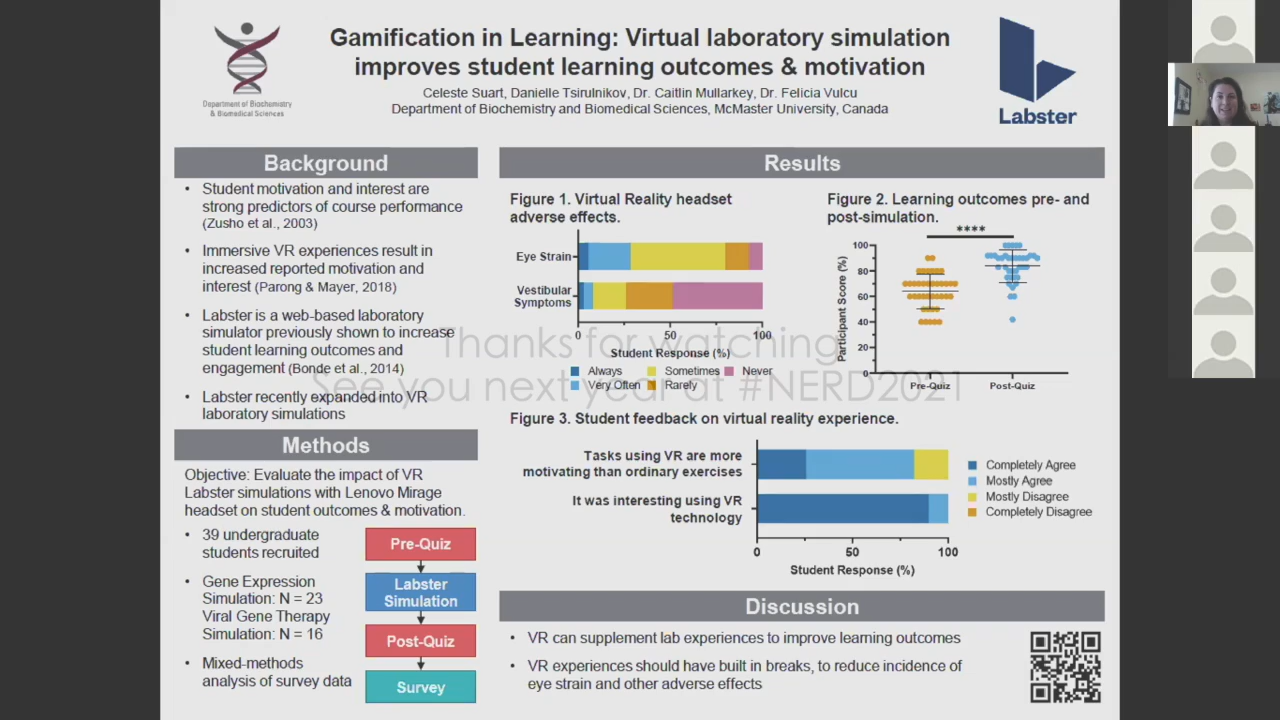 Gamification in Learning: Virtual laboratory simulation
improves student learning outcomes & motivation
Celeste Suart, Danielle Tsirulnikov, Dr. Caitlin Mullarkey, Dr. Felicia Vulcu
Department of Biochemistry and Biomedical Sciences, McMaster University, Canada
Department of Biochemistry
& Biomedical Sciences
Labster
Background
• Student motivation and interest are
strong predictors of course performance
(Zusho et al., 2003)
• Immersive VR experiences result in
increased reported motivation and
interest (Parong & Mayer, 2018)
• Labster is a web-based laboratory
simulator previously shown to increase
student learning outcomes and
engagement (Bonde et al., 2014)
• Labster recently expanded into VR
laboratory simulations
Methods
Objective: Evaluate the impact of VR
Labster simulations with Lenovo Mirage
headset on student outcomes & motivation.
• 39 undergraduate
students recruited
• Gene Expression
Simulation: N = 23
Viral Gene Therapy
Simulation: N = 16
• Mixed-methods
analysis of survey data
Pre-Quiz
Labster
Simulation
Post-Quiz
Survey
Results
Figure 1. Virtual Reality headset
adverse effects.
Eye Strain
Vestibular
Symptoms
0 50 100
Student Response (%)
Always Sometimes Never
Very Often Rarely
Figure 2. Learning outcomes pre- and
post-simulation.
****
Participant Score (%)
100
80
60
40
20
0
Pre-Quiz Post-Quiz
Thanks for watching
See you next year at #NERD2021
Figure 3. Student feedback on virtual reality experience.
Tasks using VR are more
motivating than ordinary exercises
It was interesting using VR
technology
0 50 100
Student Response (%)
Completely Agree
Mostly Agree
Mostly Disagree
Completely Disagree
Discussion
• VR can supplement lab experiences to improve learning outcomes
• VR experiences should have built in breaks, to reduce incidence of
eye strain and other adverse effects